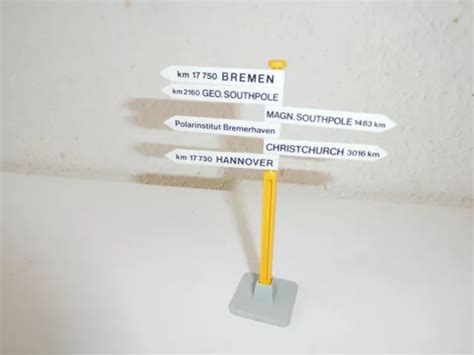 km 17 750 BREMEN
km 2160 GEO.SOUTHPOLE
MAGN.SOUTHPOLE 1483 km
Polarinstitut Bremerhaven
CHRISTCHURCH 3016 km
km 17 730 HANNOVER